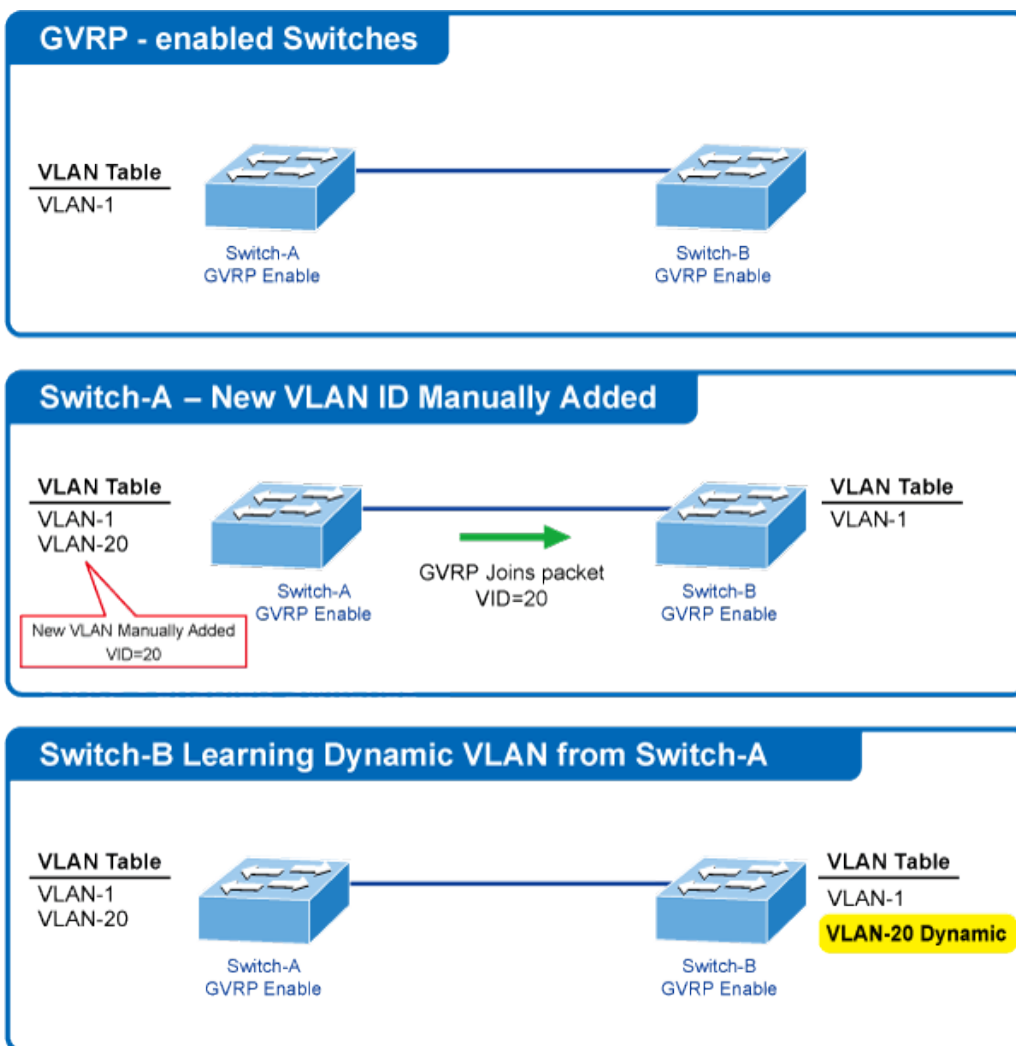 GVRP - enabled Switches
VLAN Table
VLAN-1
Switch-A
GVRP Enable
Switch-B
GVRP Enable
Switch-A – New VLAN ID Manually Added
VLAN Table
VLAN-1
VLAN-20
New VLAN Manually Added
VID=20
Switch-A
GVRP Enable
GVRP Joins packet
VID=20
Switch-B
GVRP Enable
VLAN Table
VLAN-1
Switch-B Learning Dynamic VLAN from Switch-A
VLAN Table
VLAN-1
VLAN-20
Switch-A
GVRP Enable
Switch-B
GVRP Enable
VLAN Table
VLAN-1
VLAN-20 Dynamic